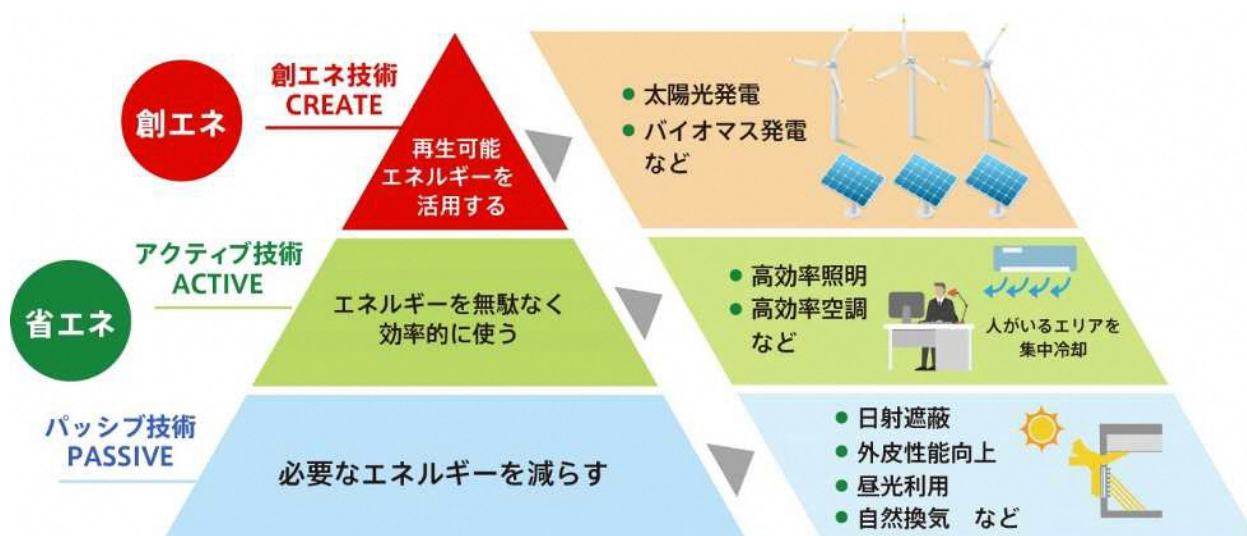 創エネ
創エネ技術
CREATE
再生可能
エネルギーを
活用する
● 太陽光発電
● バイオマス発電
など
省エネ
アクティブ技術
ACTIVE
エネルギーを無駄なく
効率的に使う
● 高効率照明
● 高効率空調
など
人がいるエリアを
集中冷却
パッシブ技術
PASSIVE
必要なエネルギーを減らす
● 日射遮蔽
● 外皮性能向上
● 昼光利用
● 自然換気　など